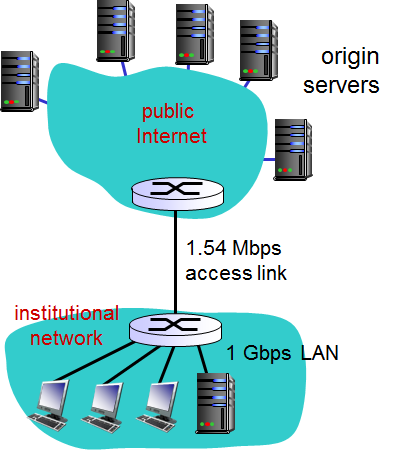 origin
servers
public
Internet
1.54 Mbps
access link
institutional
network
1 Gbps LAN